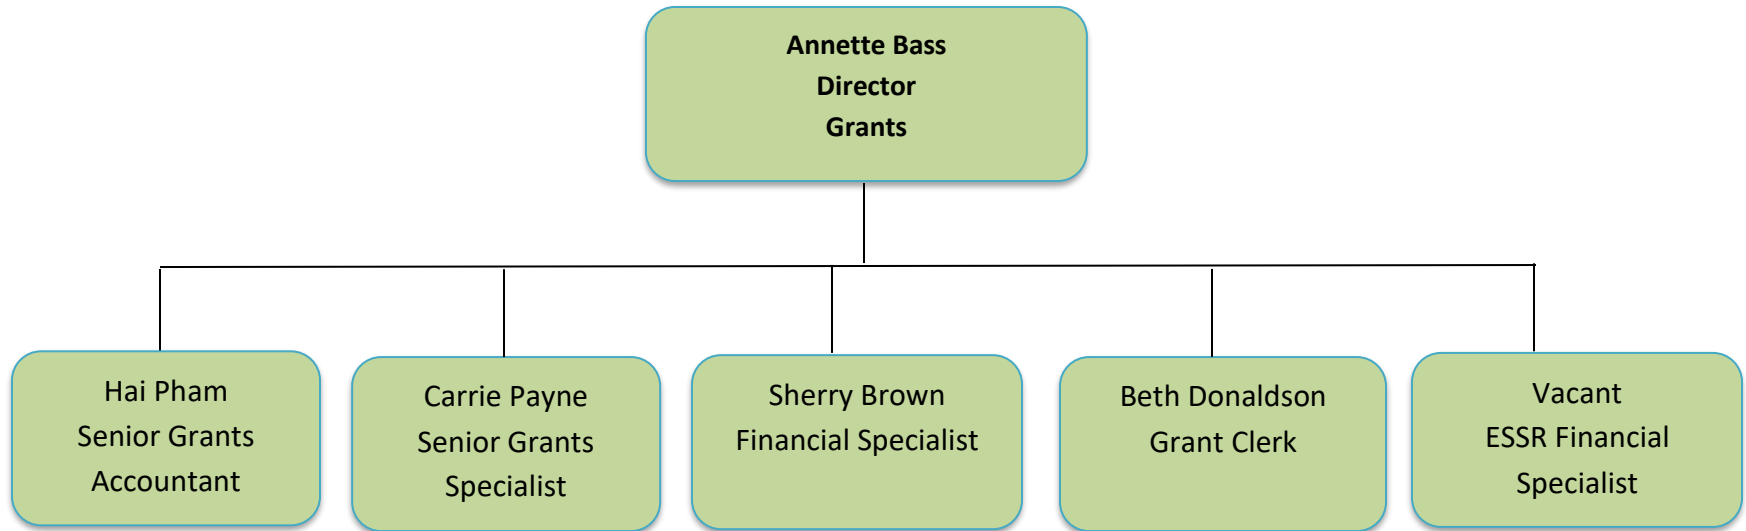 Annette Bass
Director
Grants
Hai Pham
Senior Grants
Accountant
Carrie Payne
Senior Grants
Specialist
Sherry Brown
Financial Specialist
Beth Donaldson
Grant Clerk
Vacant
ESSR Financial
Specialist